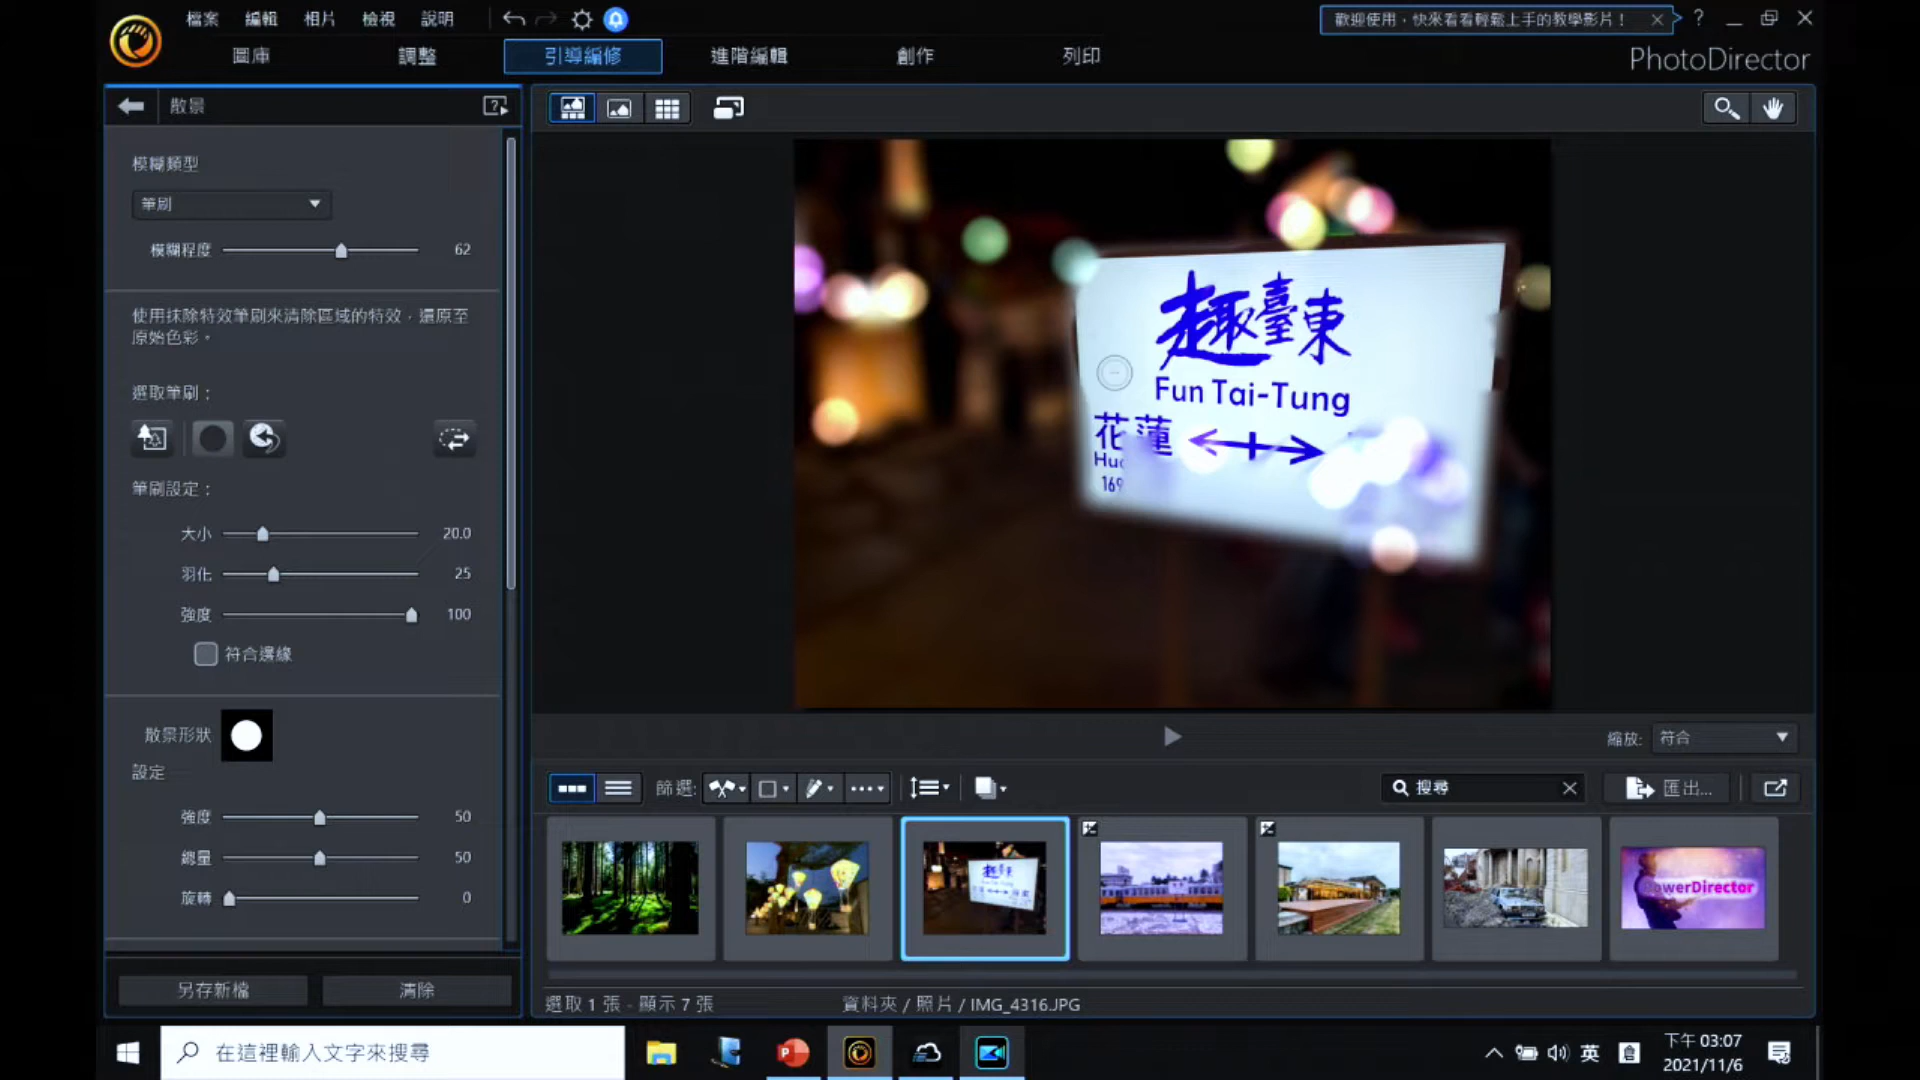 檔案 編輯 相片 檢視 說明
歡迎使用，快來看看輕鬆上手的教學影片！
圖庫 調整 引導編修 進階編輯 創作 列印
PhotoDirector
散景
模糊類型
筆刷
模糊程度 62
使用抹除特效筆刷來清除區域的特效，還原至
原始色彩。
選取筆刷：
筆刷設定：
大小 20.0
羽化 25
強度 100
符合邊緣
散景形狀
設定
強度 50
總量 50
旋轉 0
另存新檔 清除
趣臺東
Fun Tai-Tung
花蓮
169
縮放: 符合
篩選: 搜尋 匯出...
PowerDirector
選取 1 張 - 顯示 7 張 資料夾 / 照片 / IMG_4316.JPG
在這裡輸入文字來搜尋
英
下午 03:07
2021/11/6